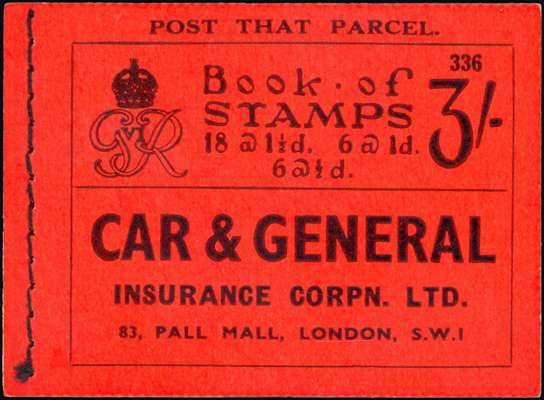 POST THAT PARCEL.
336
Book of
STAMPS
3/-
18 @ 1½d. 6 @ 1d.
6 @ ½d.
G VI R
CAR & GENERAL
INSURANCE CORPN. LTD.
83, PALL MALL, LONDON, S.W.1